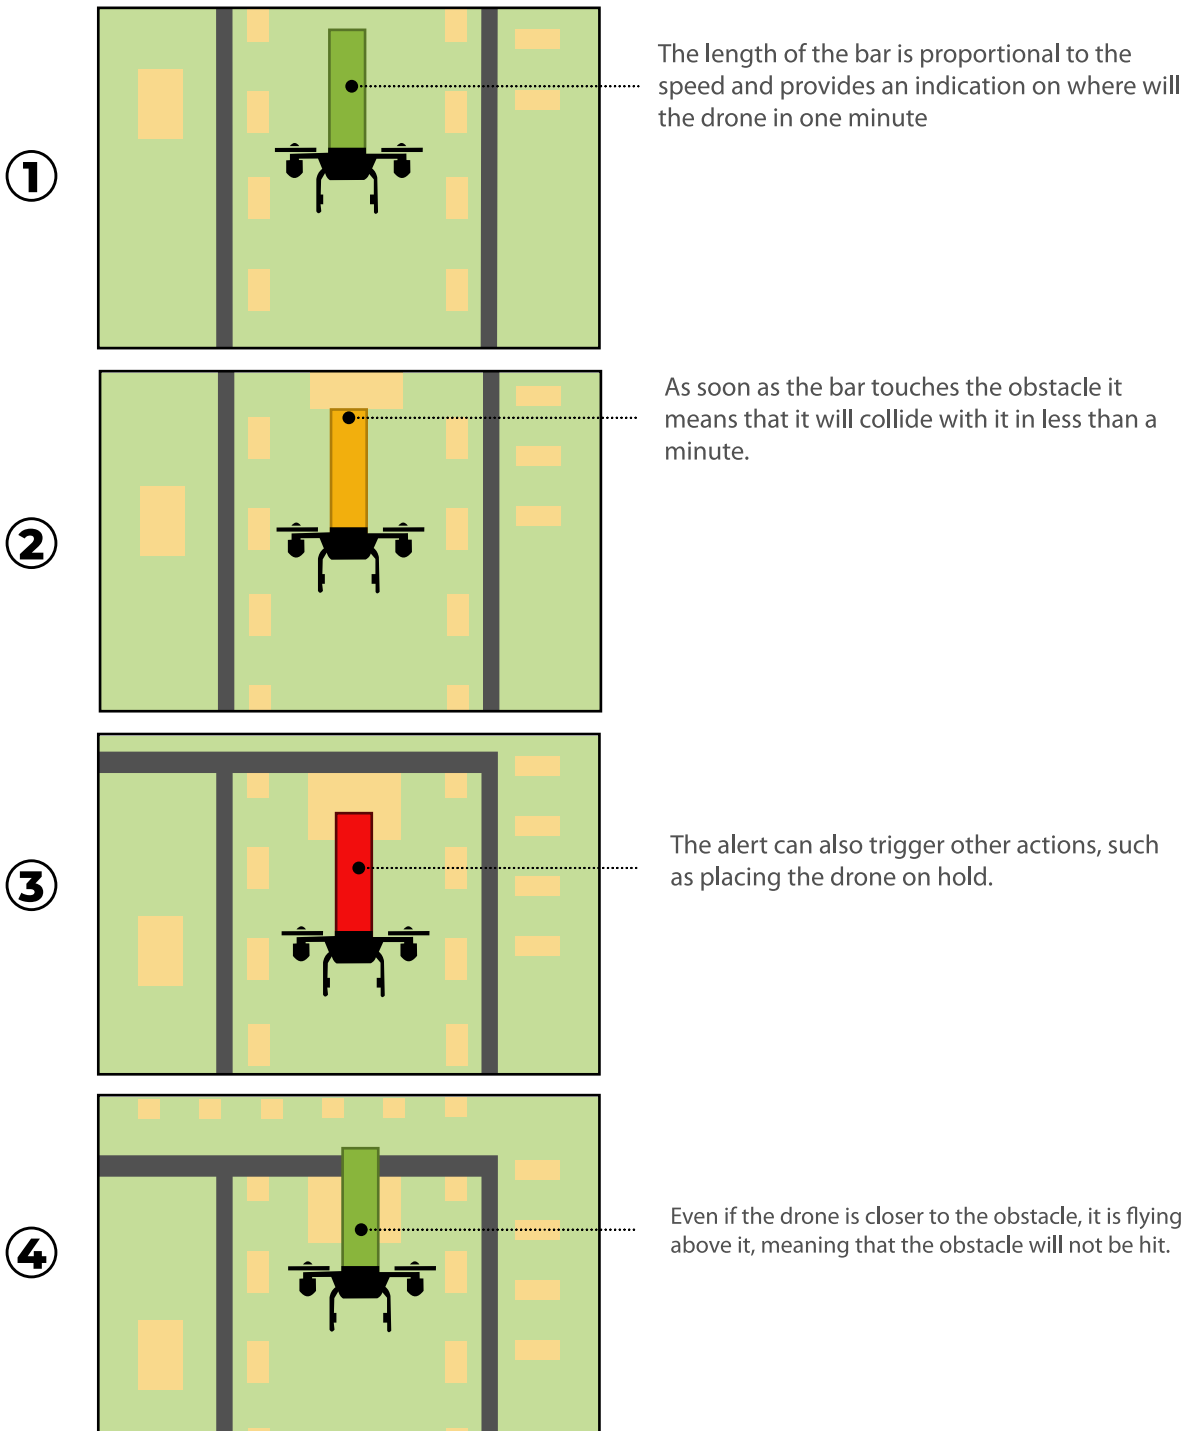 1
The length of the bar is proportional to the
speed and provides an indication on where will
the drone in one minute
2
As soon as the bar touches the obstacle it
means that it will collide with it in less than a
minute.
3
The alert can also trigger other actions, such
as placing the drone on hold.
4
Even if the drone is closer to the obstacle, it is flying
above it, meaning that the obstacle will not be hit.